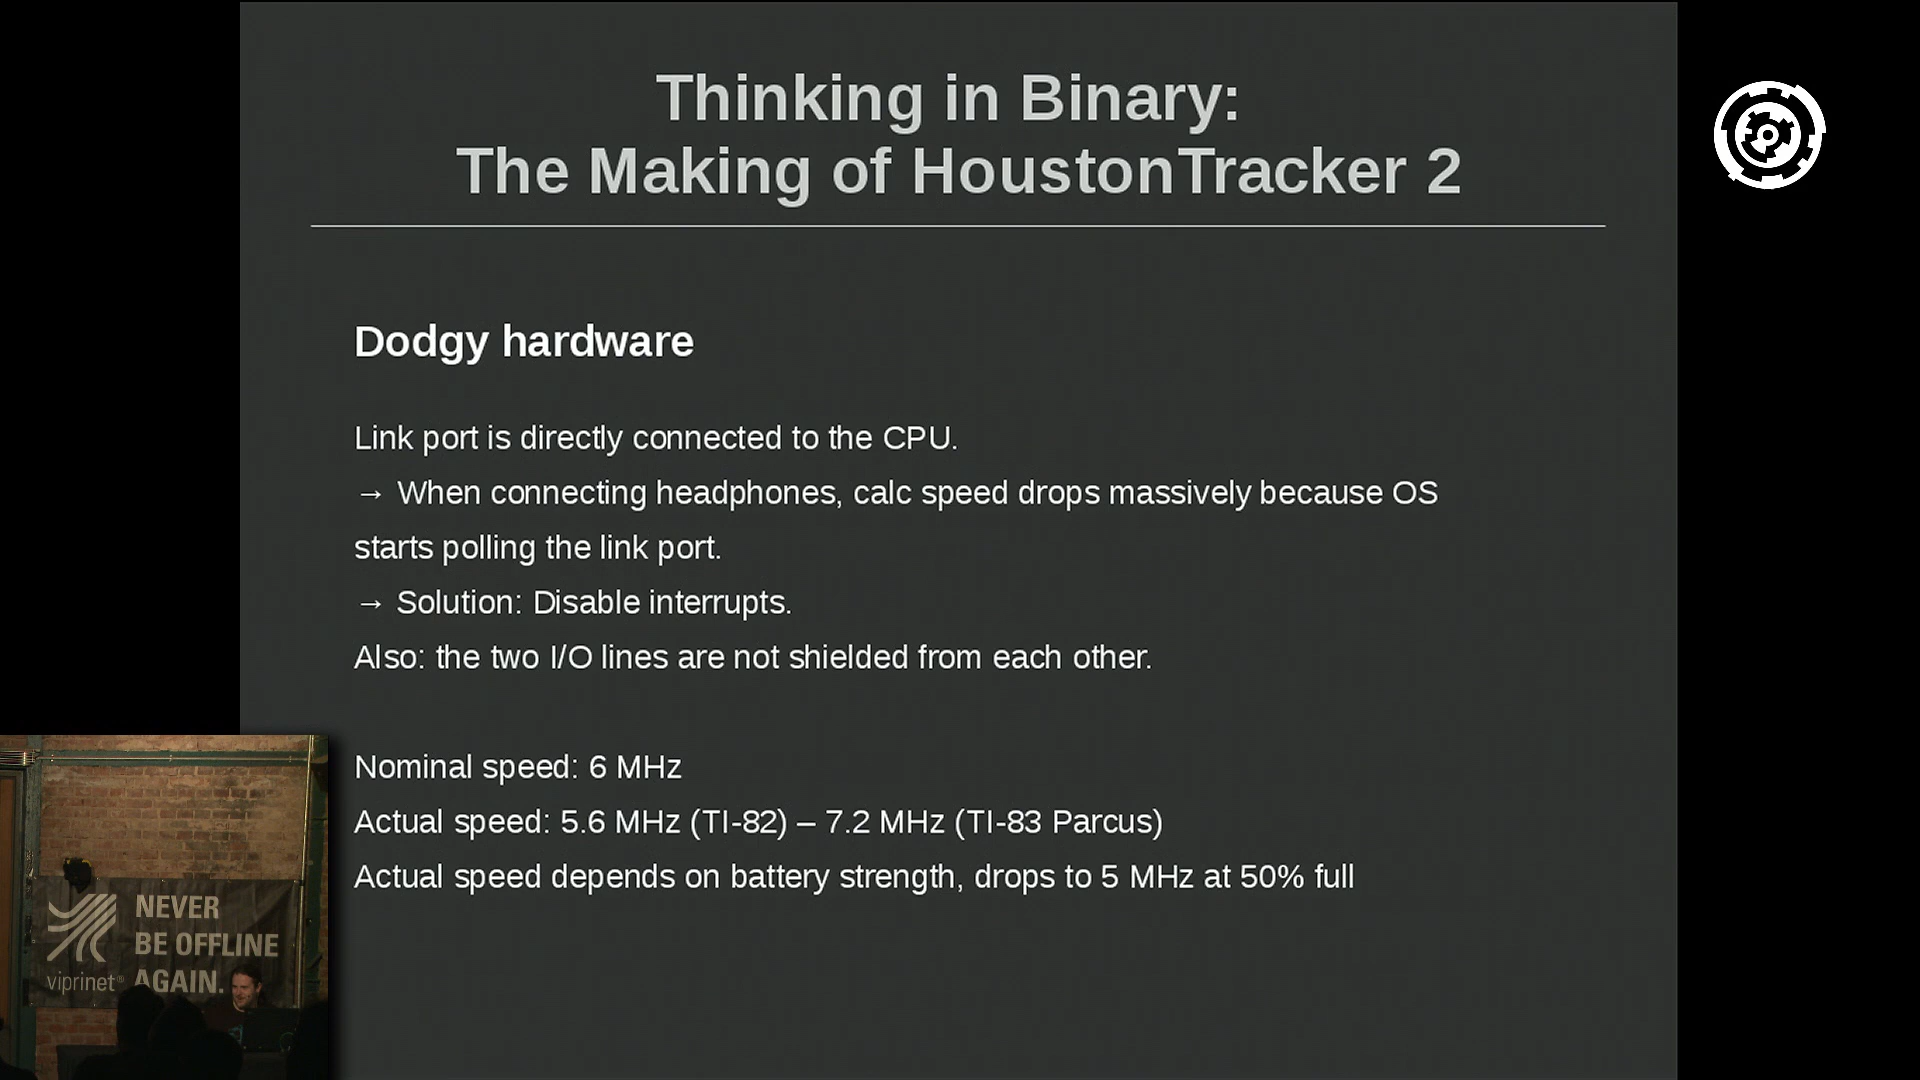 Thinking in Binary:
The Making of HoustonTracker 2
Dodgy hardware
Link port is directly connected to the CPU.
→ When connecting headphones, calc speed drops massively because OS
starts polling the link port.
→ Solution: Disable interrupts.
Also: the two I/O lines are not shielded from each other.
Nominal speed: 6 MHz
Actual speed: 5.6 MHz (TI-82) – 7.2 MHz (TI-83 Parcus)
Actual speed depends on battery strength, drops to 5 MHz at 50% full
NEVER
BE OFFLINE
AGAIN.
viprinet®